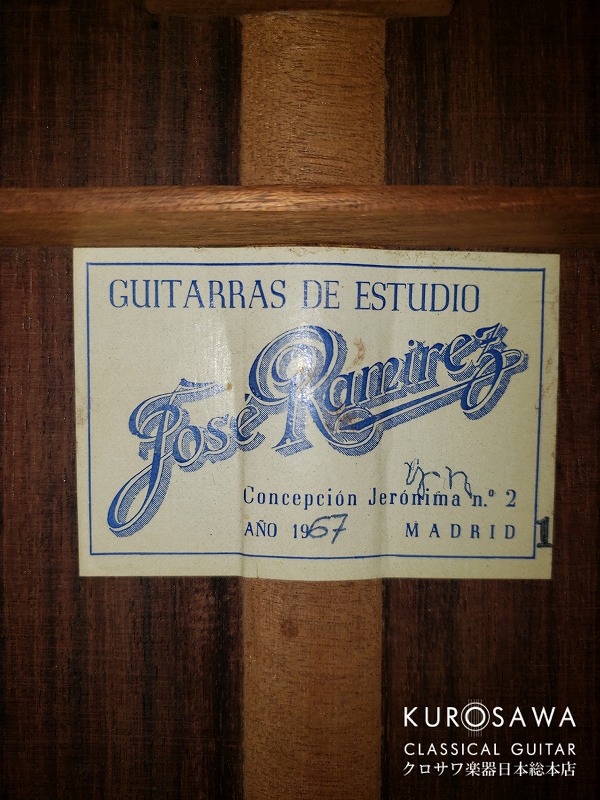 GUITARRAS DE ESTUDIO
José Ramirez
Concepción Jerónima n.º 2
AÑO 1967 MADRID
1
KUROSAWA
CLASSICAL GUITAR
クロサワ楽器日本総本店